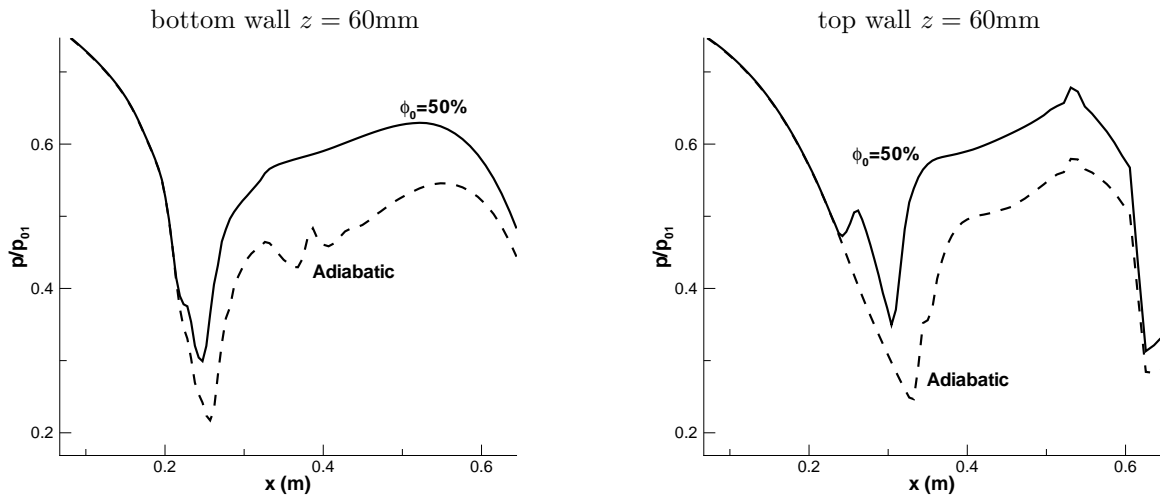 bottom wall z = 60mm
0.6
0.4
0.2
p/p₀₁
ϕ₀=50%
Adiabatic
0.2 0.4 0.6
x (m)
top wall z = 60mm
0.6
0.4
0.2
p/p₀₁
ϕ₀=50%
Adiabatic
0.2 0.4 0.6
x (m)